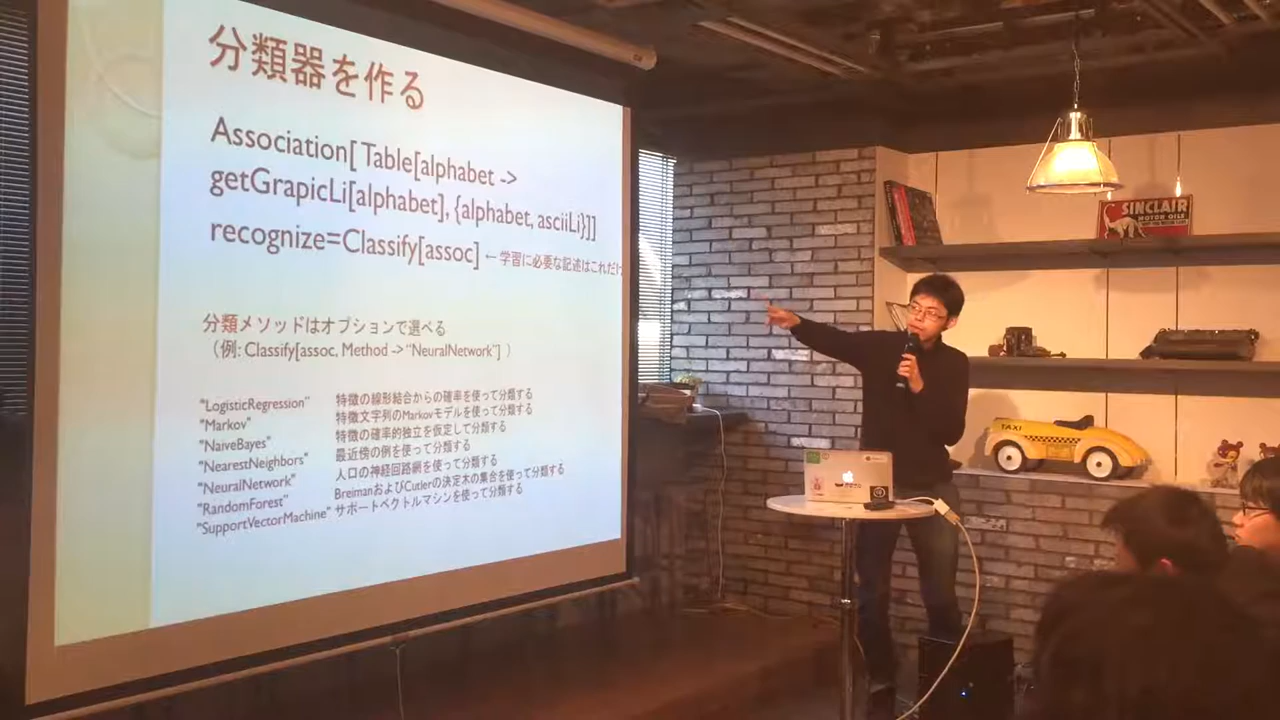 分類器を作る
Association[ Table[alphabet ->
getGrapicLi[alphabet], {alphabet, asciiLi}]]
recognize=Classify[assoc] ←学習に必要な記述はこれだけ
分類メソッドはオプションで選べる
（例: Classify[assoc, Method -> “NeuralNetwork”] ）
"LogisticRegression" 特徴の線形結合からの確率を使って分類する
"Markov" 特徴文字列のMarkovモデルを使って分類する
"NaiveBayes" 特徴の確率的独立を仮定して分類する
"NearestNeighbors" 最近傍の例を使って分類する
"NeuralNetwork" 人口の神経回路網を使って分類する
"RandomForest" BreimanおよびCutlerの決定木の集合を使って分類する
"SupportVectorMachine" サポートベクトルマシンを使って分類する
SINCLAIR
MOTOR OILS
TAXI